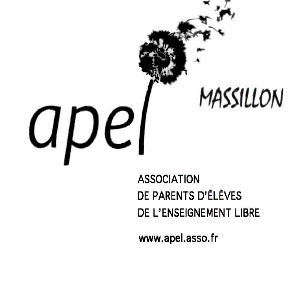 apel MASSILLON
ASSOCIATION
DE PARENTS D'ÉLÈVES
DE L'ENSEIGNEMENT LIBRE
www.apel.asso.fr